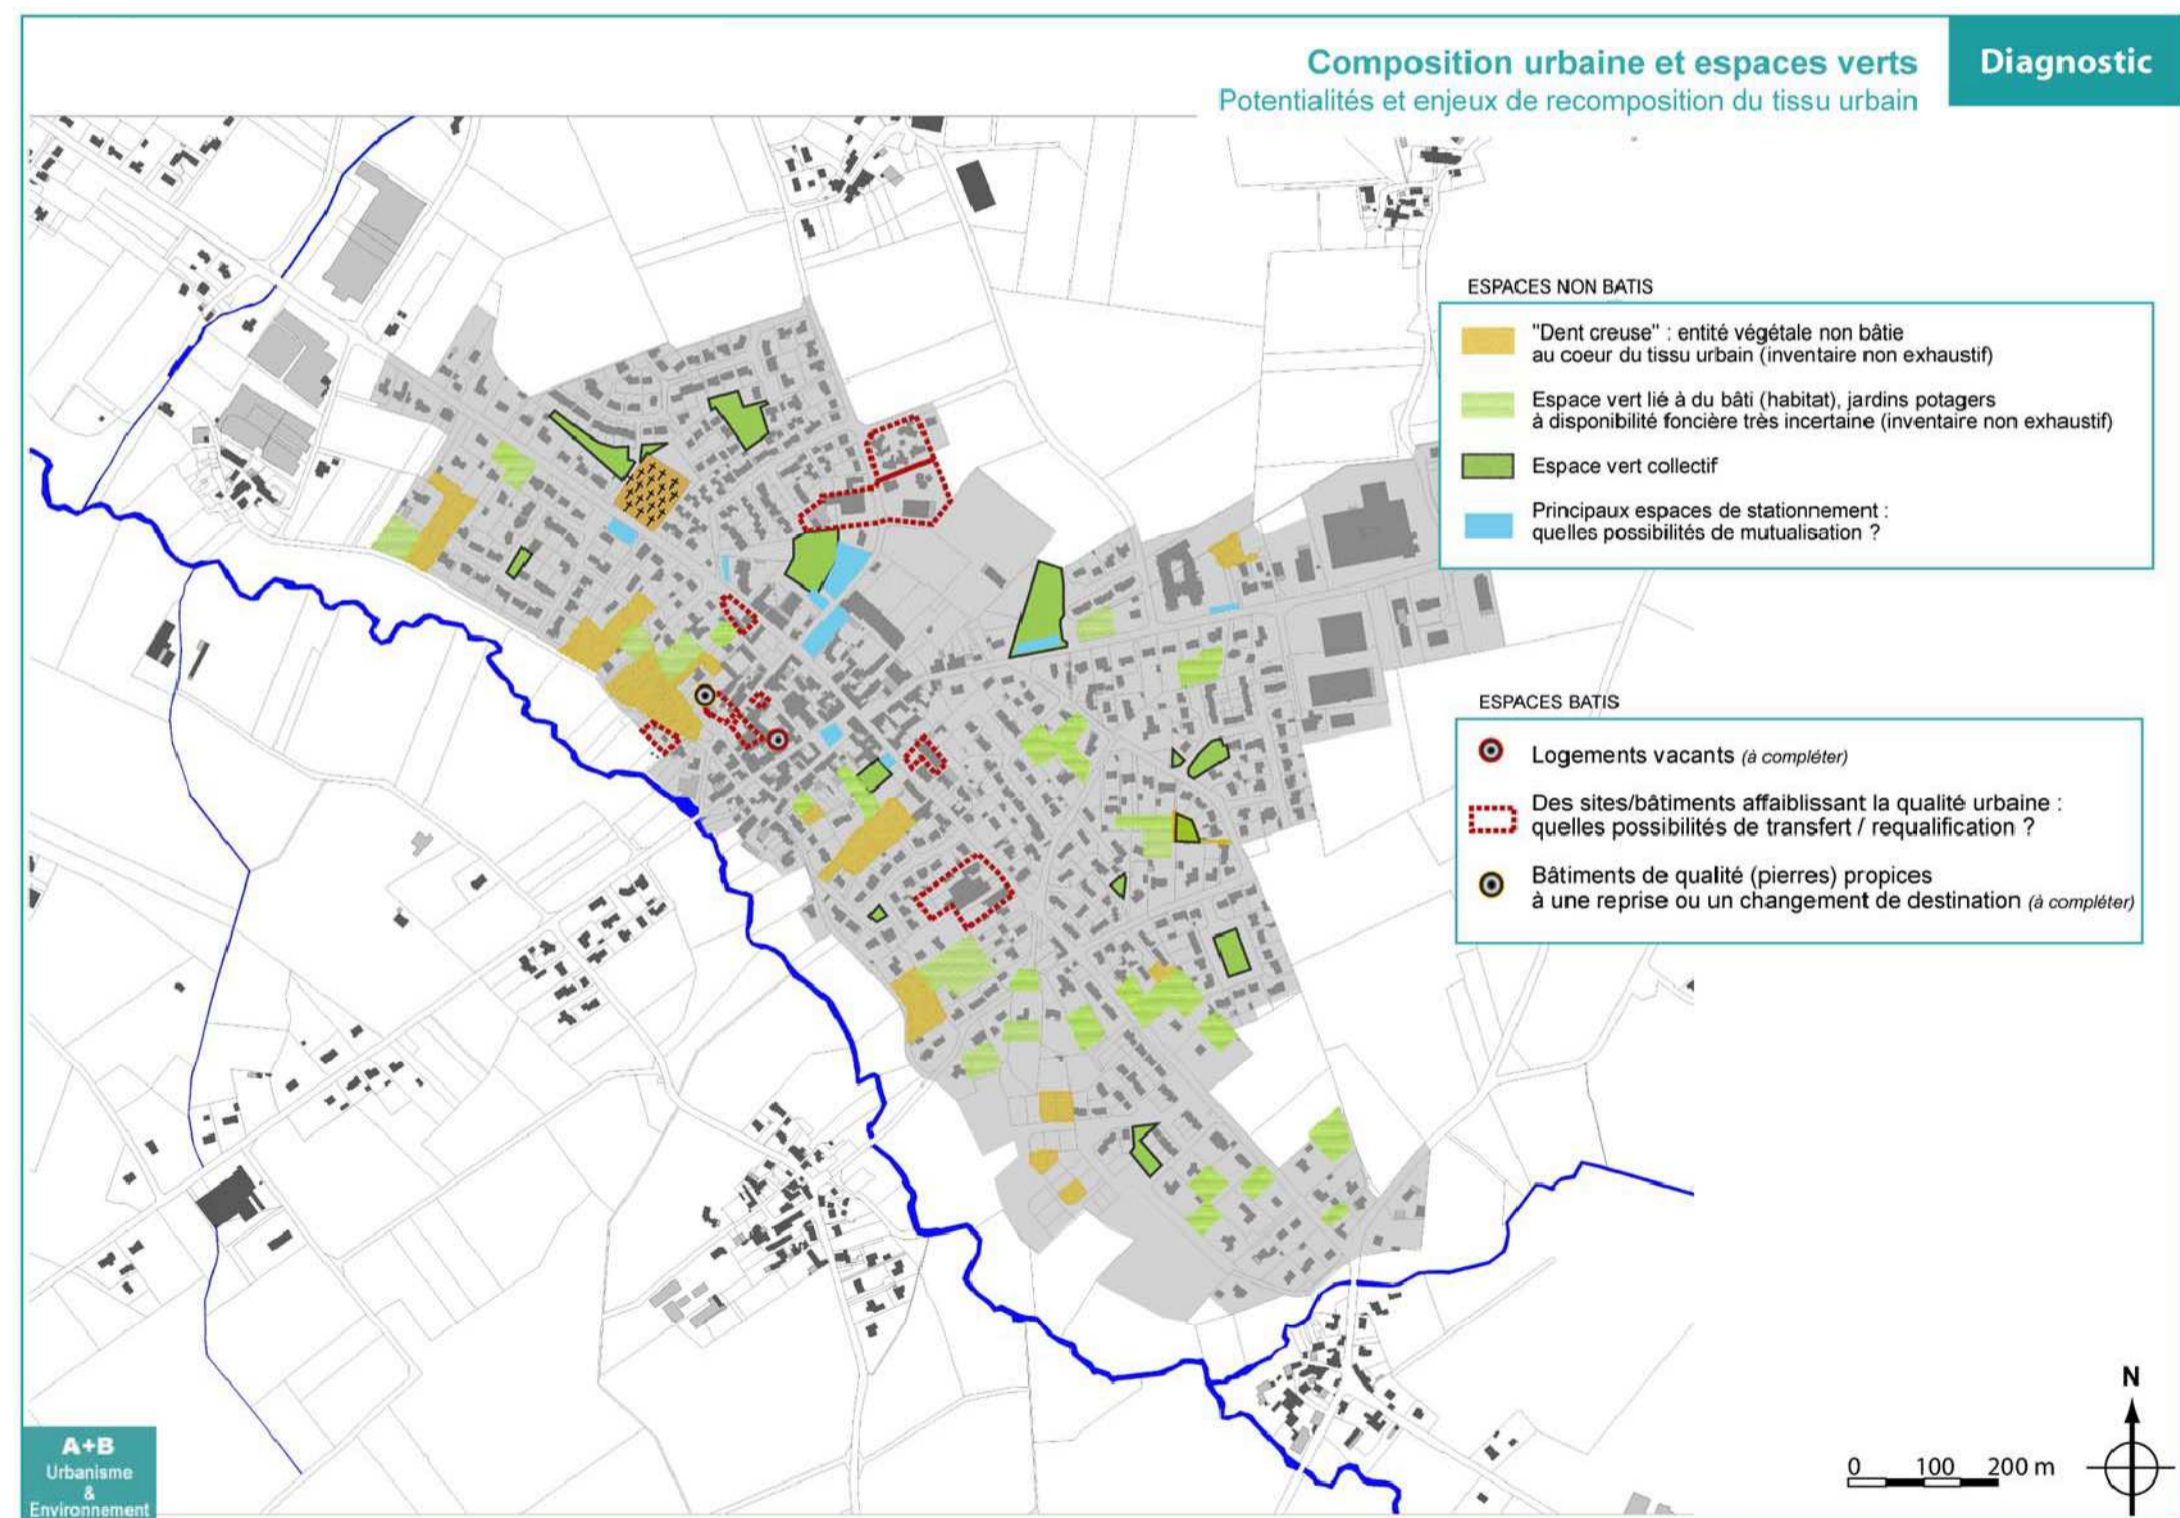 Composition urbaine et espaces verts
Potentialités et enjeux de recomposition du tissu urbain
Diagnostic
ESPACES NON BATIS
"Dent creuse" : entité végétale non bâtie
au coeur du tissu urbain (inventaire non exhaustif)
Espace vert lié à du bâti (habitat), jardins potagers
à disponibilité foncière très incertaine (inventaire non exhaustif)
Espace vert collectif
Principaux espaces de stationnement :
quelles possibilités de mutualisation ?
ESPACES BATIS
Logements vacants (à compléter)
Des sites/bâtiments affaiblissant la qualité urbaine :
quelles possibilités de transfert / requalification ?
Bâtiments de qualité (pierres) propices
à une reprise ou un changement de destination (à compléter)
A+B
Urbanisme
&
Environnement
0 100 200 m
N